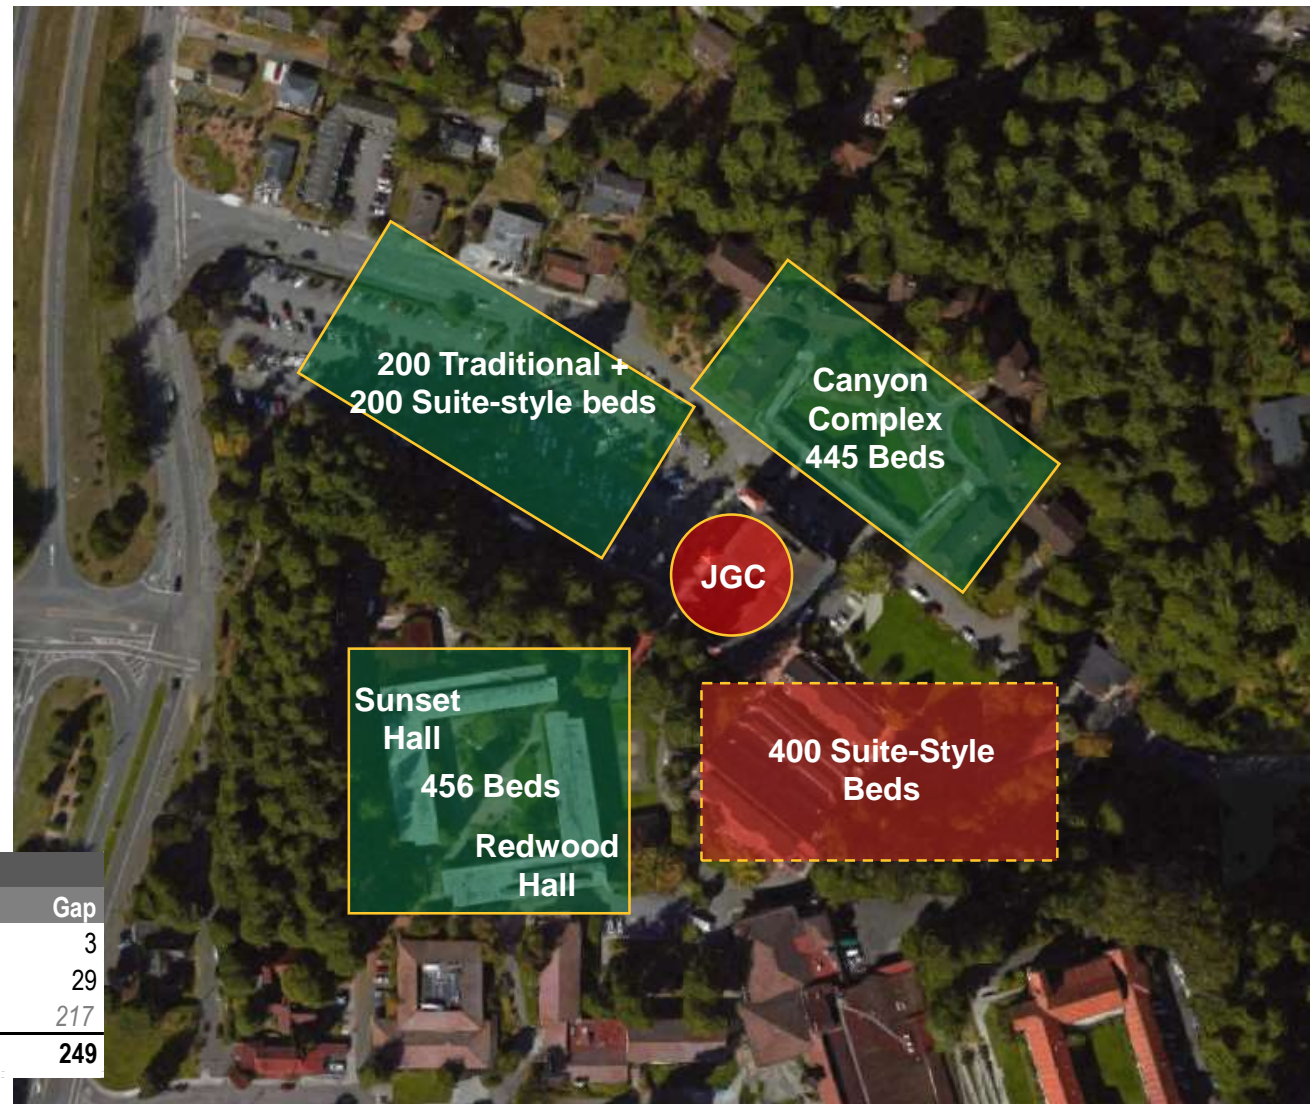 200 Traditional +
200 Suite-style beds
Canyon
Complex
445 Beds
JGC
Sunset
Hall
456 Beds
Redwood
Hall
400 Suite-Style
Beds
Gap
3
29
217
249